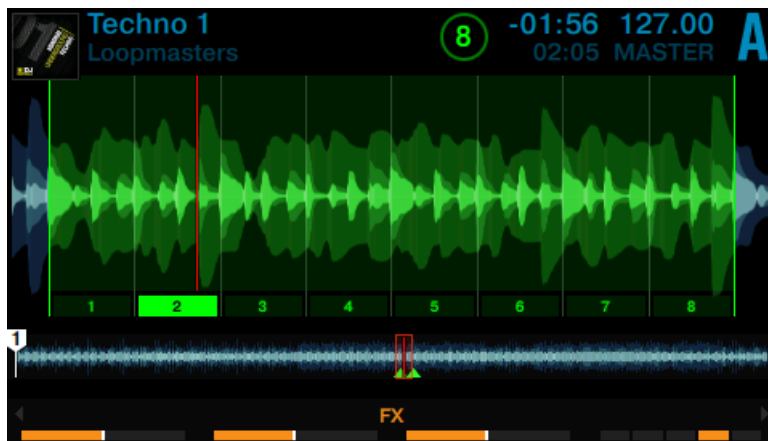 Techno 1
Loopmasters
8
-01:56 127.00
02:05 MASTER
A
1 2 3 4 5 6 7 8
1
FX